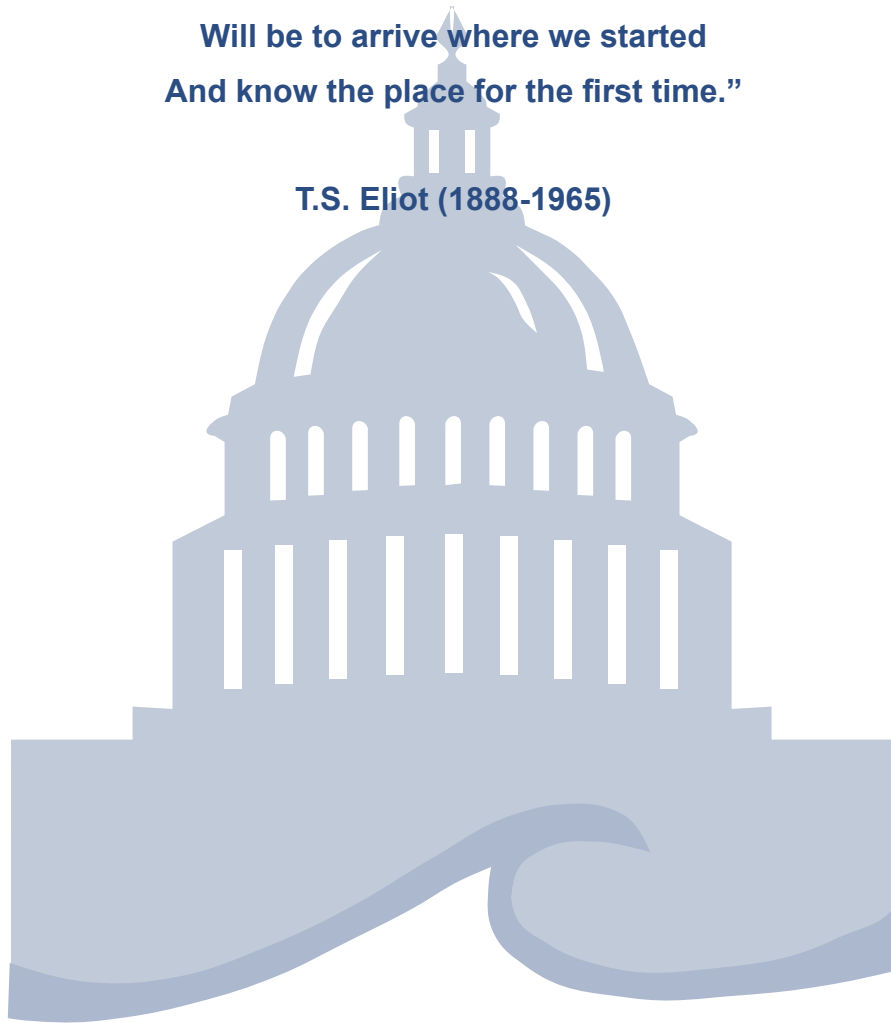 Will be to arrive where we started
And know the place for the first time.”
T.S. Eliot (1888-1965)